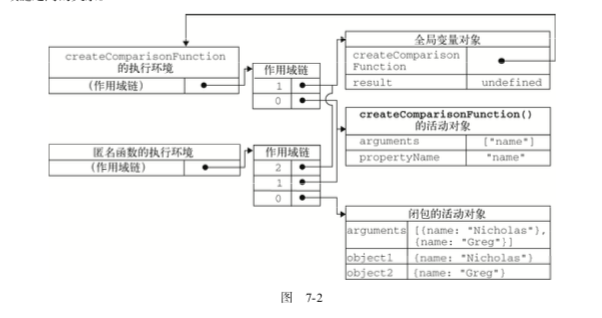 createComparisonFunction
的执行环境
(作用域链)
作用域链
1
0
全局变量对象
createComparison
Function
result undefined
createComparisonFunction()
的活动对象
arguments ["name"]
propertyName "name"
匿名函数的执行环境
(作用域链)
作用域链
2
1
0
闭包的活动对象
arguments [{name: "Nicholas"},
{name: "Greg"}]
object1 {name: "Nicholas"}
object2 {name: "Greg"}
图 7-2